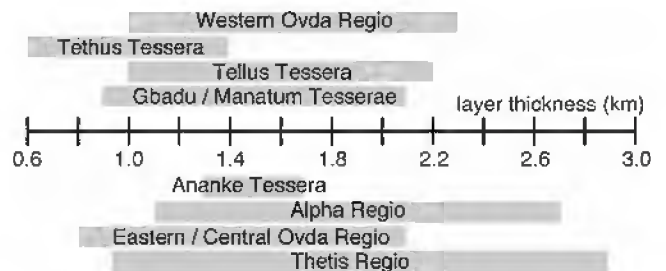 Western Ovda Regio
Tethus Tessera
Tellus Tessera
Gbadu / Manatum Tesserae
layer thickness (km)
0.6 1.0 1.4 1.8 2.2 2.6 3.0
Ananke Tessera
Alpha Regio
Eastern / Central Ovda Regio
Thetis Regio